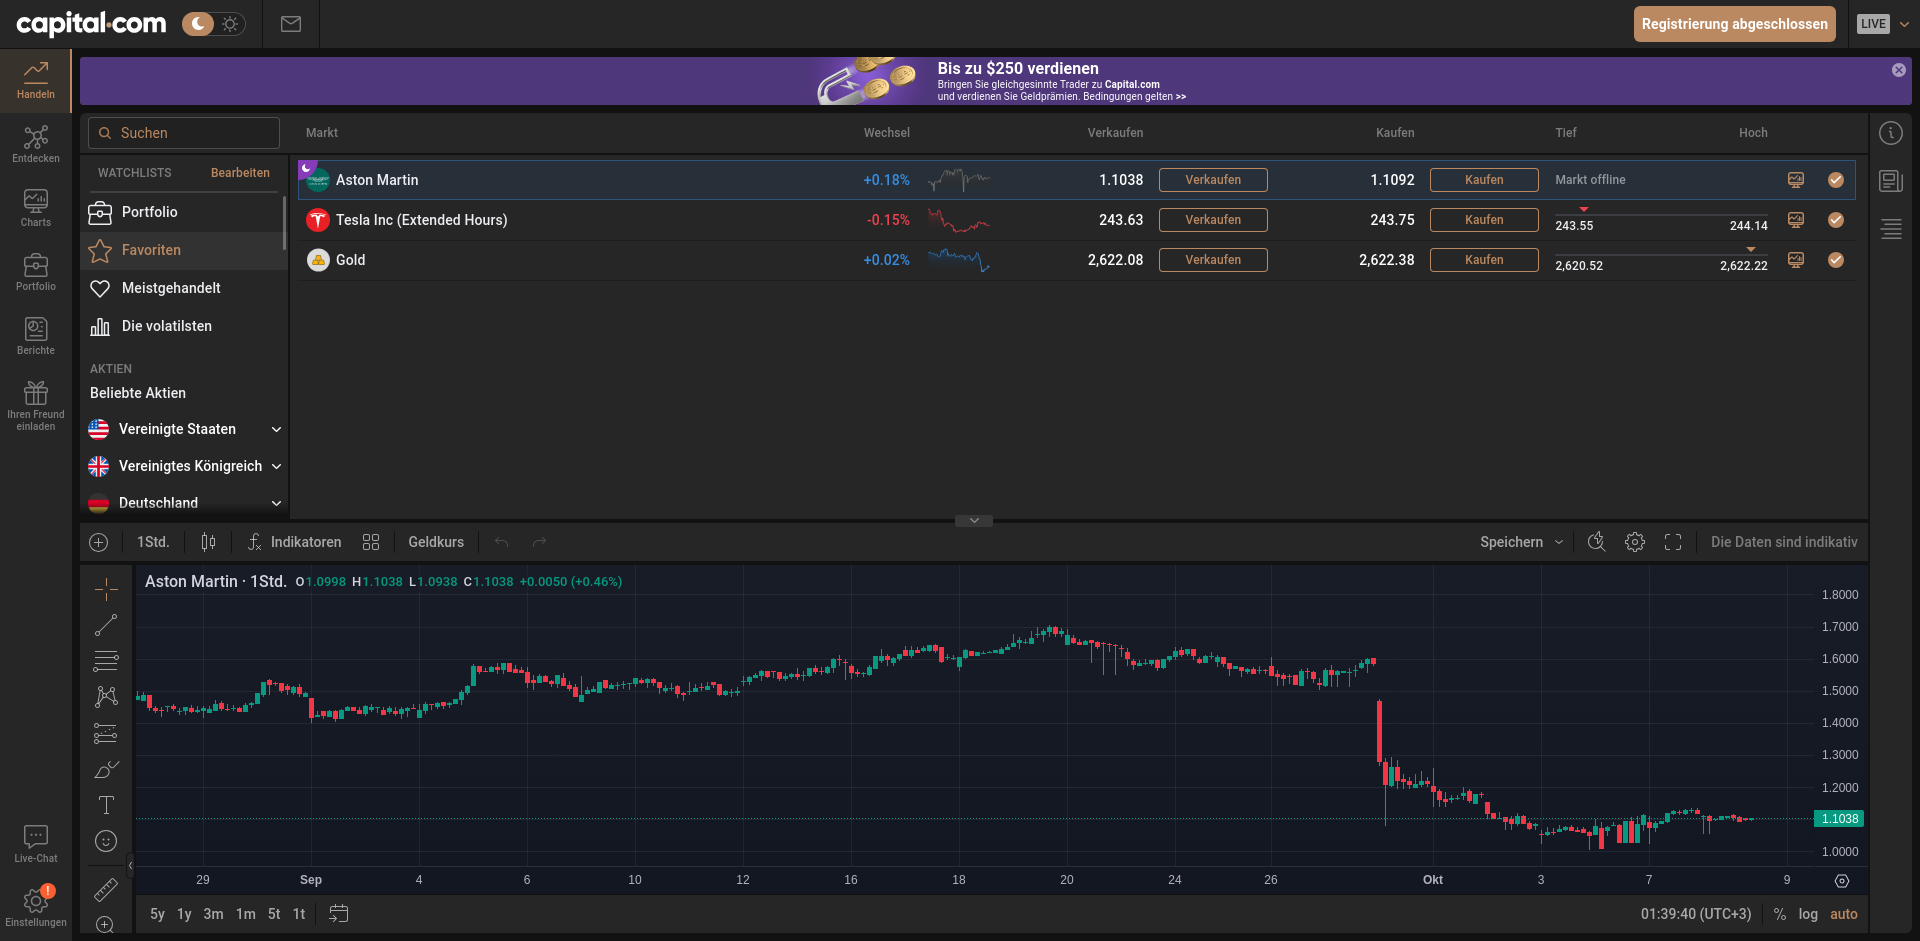 capital.com
Registrierung abgeschlossen
LIVE
Handeln
Entdecken
Charts
Portfolio
Berichte
Ihren Freund
einladen
Live-Chat
!
Einstellungen
Bis zu $250 verdienen
Bringen Sie gleichgesinnte Trader zu Capital.com
und verdienen Sie Geldprämien. Bedingungen gelten >>
Suchen
Markt Wechsel Verkaufen Kaufen Tief Hoch
WATCHLISTS Bearbeiten
Portfolio
Favoriten
Meistgehandelt
Die volatilsten
AKTIEN
Beliebte Aktien
Vereinigte Staaten
Vereinigtes Königreich
Deutschland
Aston Martin +0.18% 1.1038 Verkaufen 1.1092 Kaufen Markt offline
Tesla Inc (Extended Hours) -0.15% 243.63 Verkaufen 243.75 Kaufen 243.55 244.14
Gold +0.02% 2,622.08 Verkaufen 2,622.38 Kaufen 2,620.52 2,622.22
1Std. Indikatoren Geldkurs Speichern Die Daten sind indikativ
Aston Martin · 1Std. O1.0998 H1.1038 L1.0938 C1.1038 +0.0050 (+0.46%)
1.8000
1.7000
1.6000
1.5000
1.4000
1.3000
1.2000
1.1038
1.0000
29 Sep 4 6 10 12 16 18 20 24 26 Okt 3 7 9
5y 1y 3m 1m 5t 1t 01:39:40 (UTC+3) % log auto